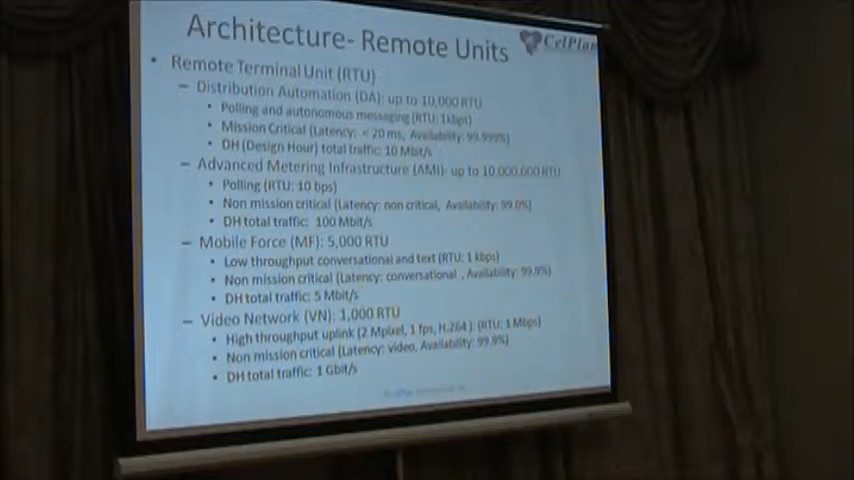 Architecture- Remote Units
CelPlan
• Remote Terminal Unit (RTU)
– Distribution Automation (DA): up to 10,000 RTU
• Polling and autonomous messaging (RTU: 1kbps)
• Mission Critical (Latency: < 20 ms, Availability: 99.999%)
• DH (Design Hour) total traffic: 10 Mbit/s
– Advanced Metering Infrastructure (AMI)- up to 10,000,000 RTU
• Polling (RTU: 10 bps)
• Non mission critical (Latency: non critical, Availability: 99.0%)
• DH total traffic: 100 Mbit/s
– Mobile Force (MF): 5,000 RTU
• Low throughput conversational and text (RTU: 1 kbps)
• Non mission critical (Latency: conversational , Availability: 99.9%)
• DH total traffic: 5 Mbit/s
– Video Network (VN): 1,000 RTU
• High throughput uplink (2 Mpixel, 1 fps, H.264): (RTU: 1 Mbps)
• Non mission critical (Latency: video, Availability: 99.9%)
• DH total traffic: 1 Gbit/s